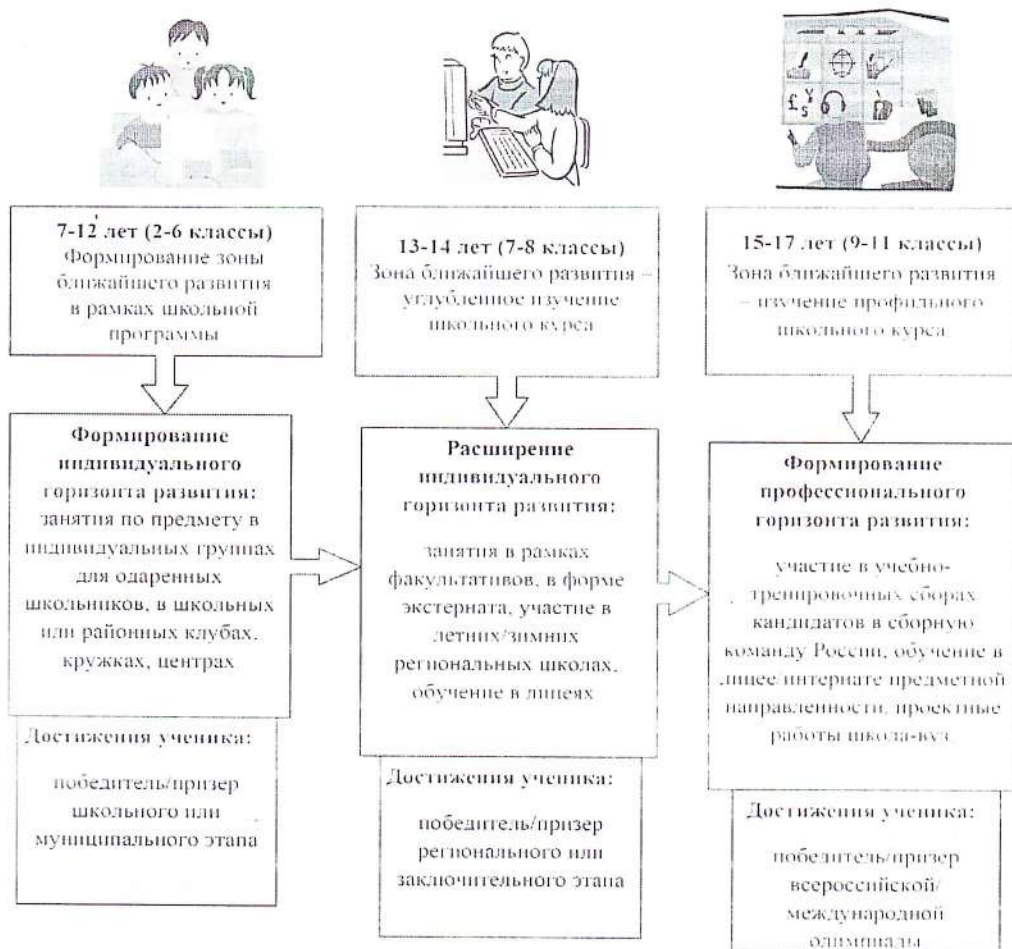 £
¥
$
7-12 лет (2-6 классы)
Формирование зоны
ближайшего развития
в рамках школьной
программы
13-14 лет (7-8 классы)
Зона ближайшего развития –
углубленное изучение
школьного курса
15-17 лет (9-11 классы)
Зона ближайшего развития
– изучение профильного
школьного курса
Формирование
индивидуального
горизонта развития:
занятия по предмету в
индивидуальных группах
для одаренных
школьников, в школьных
или районных клубах,
кружках, центрах
Расширение
индивидуального
горизонта развития:
занятия в рамках
факультативов, в форме
экстерната, участие в
летних/зимних
региональных школах,
обучение в лицеях
Формирование
профессионального
горизонта развития:
участие в учебно-
тренировочных сборах
кандидатов в сборную
команду России, обучение в
лицее/интернате предметной
направленности, проектные
работы школа-вуз
Достижения ученика:
победитель/призер
школьного или
муниципального этапа
Достижения ученика:
победитель/призер
регионального или
заключительного этапа
Достижения ученика:
победитель/призер
всероссийской/
международной
олимпиады